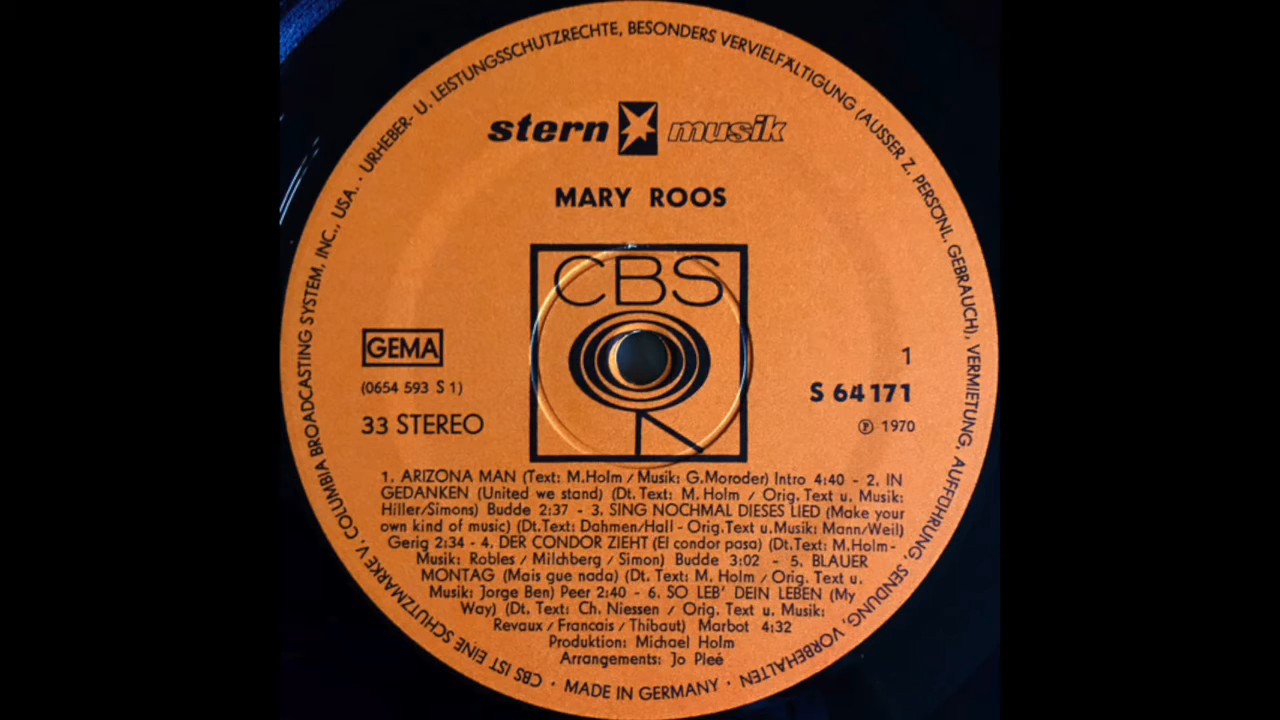 URHEBER- U. LEISTUNGSSCHUTZRECHTE, BESONDERS VERVIELFÄLTIGUNG (AUSSER Z. PERSÖNL. GEBRAUCH), VERMIETUNG, AUFFÜHRUNG, SENDUNG, VORBEHALTEN
stern musik
MARY ROOS
CBS
GEMA
(0654 593 S 1)
33 STEREO
1
S 64171
Ⓟ 1970
1. ARIZONA MAN (Text: M.Holm / Musik: G.Moroder) Intro 4:40 - 2. IN
GEDANKEN (United we stand) (Dt. Text: M. Holm / Orig. Text u. Musik:
Hiller/Simons) Budde 2:37 - 3. SING NOCHMAL DIESES LIED (Make your
own kind of music) (Dt.Text: Dahmen/Hall - Orig.Text u.Musik: Mann/Weil)
Gerig 2:34 - 4. DER CONDOR ZIEHT (El condor pasa) (Dt.Text: M.Holm-
Musik: Robles / Milchberg / Simon) Budde 3:02 - 5. BLAUER
MONTAG (Mais gue nada) (Dt. Text: M. Holm / Orig. Text u.
Musik: Jorge Ben) Peer 2:40 - 6. SO LEB' DEIN LEBEN (My
Way) (Dt. Text: Ch. Niessen / Orig. Text u. Musik:
Revaux / Francais / Thibaut) Marbot 4:32
Produktion: Michael Holm
Arrangements: Jo Pleé
· MADE IN GERMANY ·
CBS IST EINE SCHUTZMARKE V. COLUMBIA BROADCASTING SYSTEM, INC., USA. ·